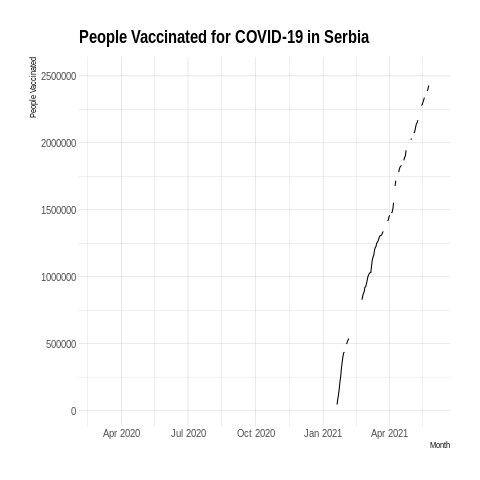 People Vaccinated for COVID-19 in Serbia
People Vaccinated
2500000
2000000
1500000
1000000
500000
0
Apr 2020 Jul 2020 Oct 2020 Jan 2021 Apr 2021
Month